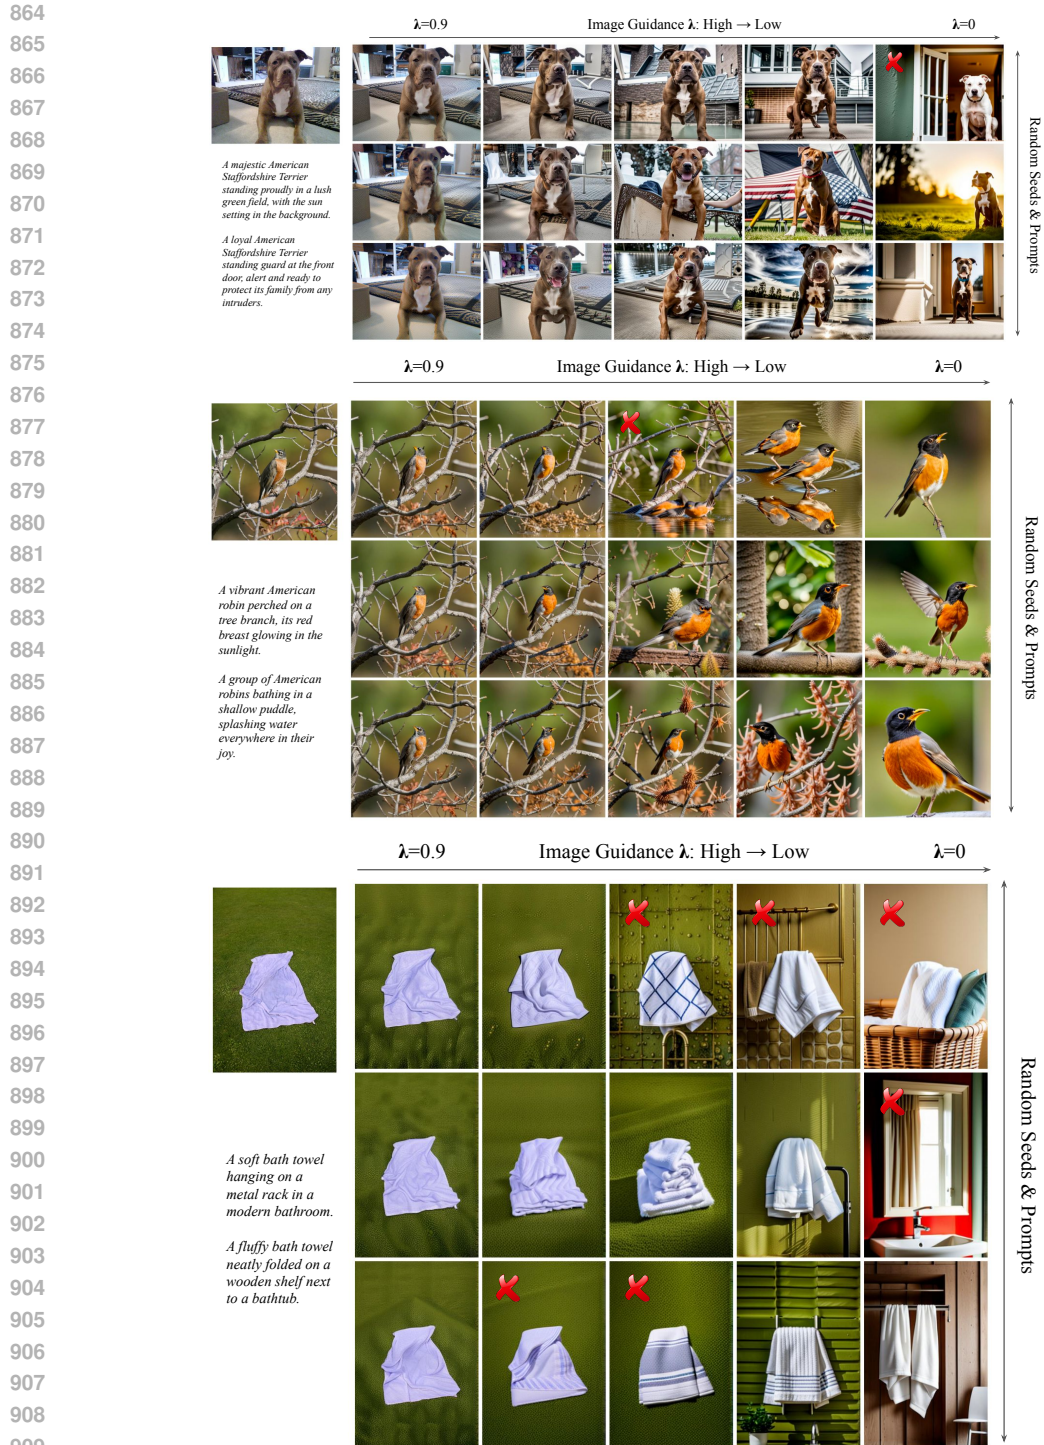 864
865
866
867
868
869
870
871
872
873
874
875
876
877
878
879
880
881
882
883
884
885
886
887
888
889
890
891
892
893
894
895
896
897
898
899
900
901
902
903
904
905
906
907
908
λ=0.9 Image Guidance λ: High → Low λ=0
A majestic American
Staffordshire Terrier
standing proudly in a lush
green field, with the sun
setting in the background.
A loyal American
Staffordshire Terrier
standing guard at the front
door, alert and ready to
protect its family from any
intruders.
Random Seeds & Prompts
λ=0.9 Image Guidance λ: High → Low λ=0
A vibrant American
robin perched on a
tree branch, its red
breast glowing in the
sunlight.
A group of American
robins bathing in a
shallow puddle,
splashing water
everywhere in their
joy.
Random Seeds & Prompts
λ=0.9 Image Guidance λ: High → Low λ=0
A soft bath towel
hanging on a
metal rack in a
modern bathroom.
A fluffy bath towel
neatly folded on a
wooden shelf next
to a bathtub.
Random Seeds & Prompts